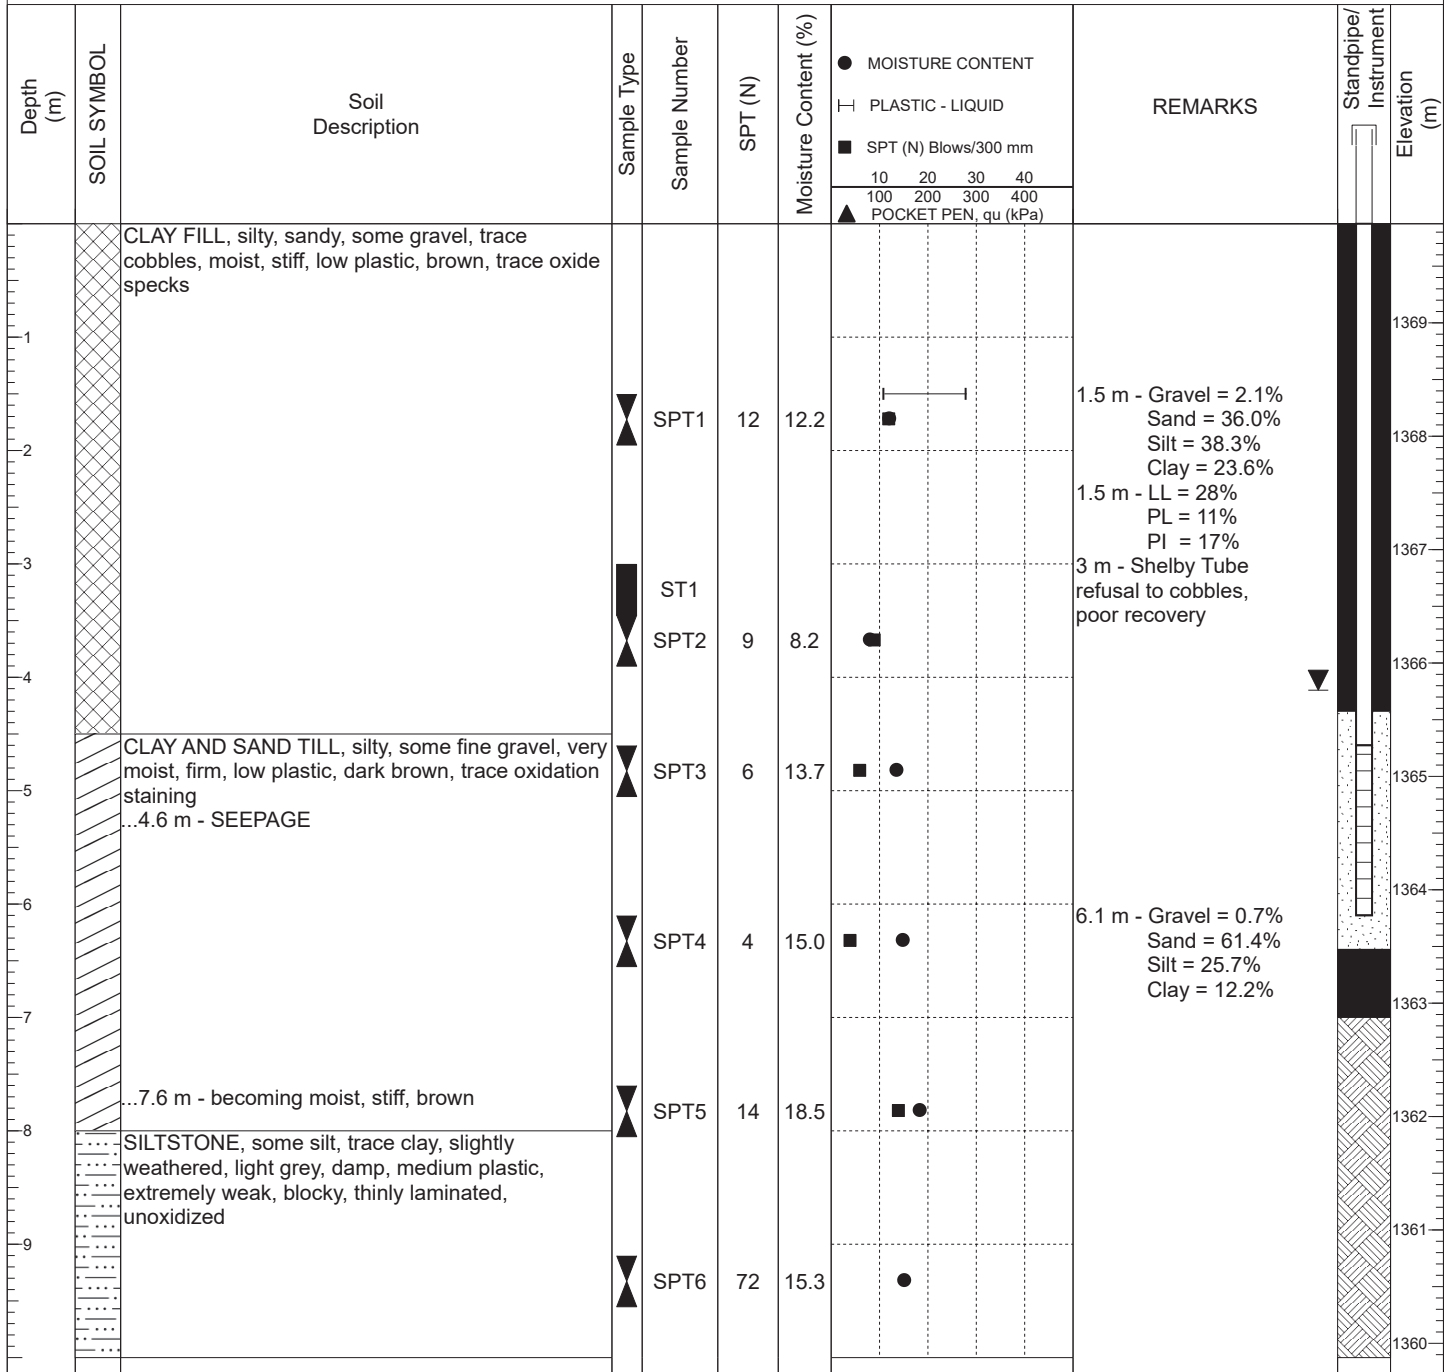 Depth
(m)
SOIL SYMBOL
Soil
Description
Sample Type
Sample Number
SPT (N)
Moisture Content (%)
MOISTURE CONTENT
PLASTIC - LIQUID
SPT (N) Blows/300 mm
10 20 30 40
100 200 300 400
POCKET PEN, qu (kPa)
REMARKS
Standpipe/
Instrument
Elevation
(m)
CLAY FILL, silty, sandy, some gravel, trace
cobbles, moist, stiff, low plastic, brown, trace oxide
specks
1
1369
1.5 m - Gravel = 2.1%
Sand = 36.0%
Silt = 38.3%
Clay = 23.6%
SPT1 12 12.2
2
1368
1.5 m - LL = 28%
PL = 11%
PI = 17%
1367
3
3 m - Shelby Tube
refusal to cobbles,
poor recovery
ST1
SPT2 9 8.2
4
1366
CLAY AND SAND TILL, silty, some fine gravel, very
moist, firm, low plastic, dark brown, trace oxidation
staining
...4.6 m - SEEPAGE
SPT3 6 13.7
1365
5
1364
6
6.1 m - Gravel = 0.7%
Sand = 61.4%
Silt = 25.7%
Clay = 12.2%
SPT4 4 15.0
1363
7
...7.6 m - becoming moist, stiff, brown
SPT5 14 18.5
1362
8
SILTSTONE, some silt, trace clay, slightly
weathered, light grey, damp, medium plastic,
extremely weak, blocky, thinly laminated,
unoxidized
1361
9
SPT6 72 15.3
1360